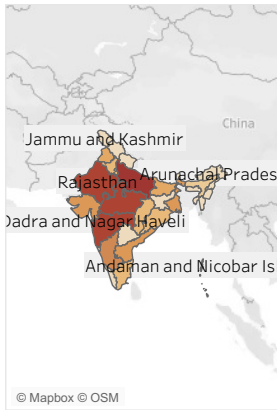 China
Jammu and Kashmir
Rajasthan
Arunachal Prades
Dadra and Nagar Haveli
Andaman and Nicobar Is
© Mapbox © OSM